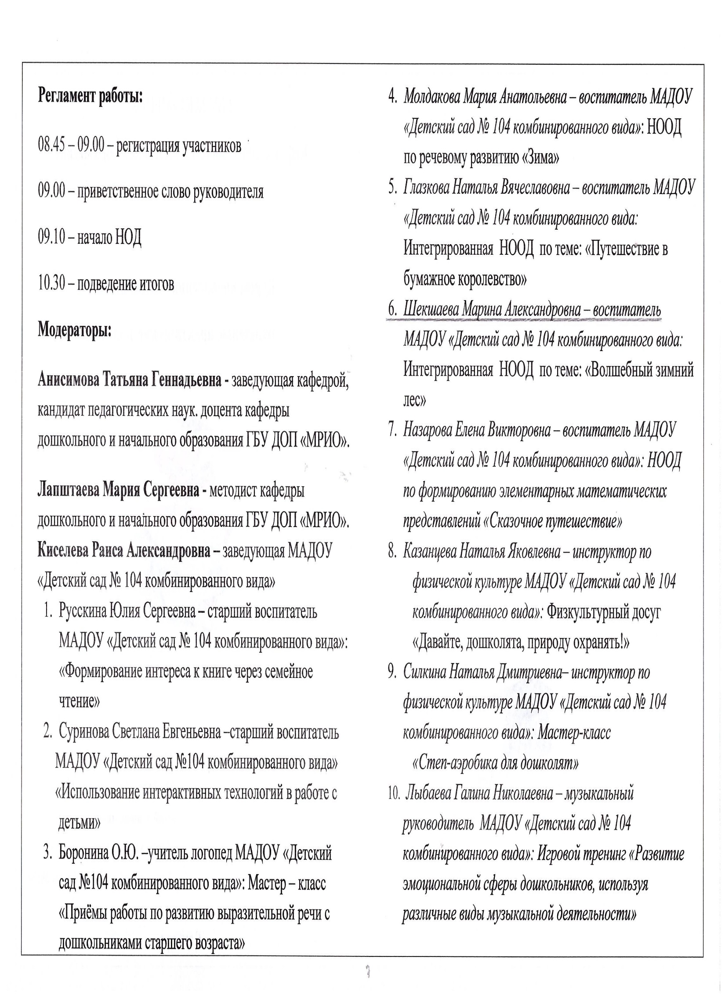 Регламент работы:
08.45 – 09.00 – регистрация участников
09.00 – приветственное слово руководителя
09.10 – начало НОД
10.30 – подведение итогов
Модераторы:
Анисимова Татьяна Геннадьевна - заведующая кафедрой,
кандидат педагогических наук. доцента кафедры
дошкольного и начального образования ГБУ ДОП «МРИО».
Лапштаева Мария Сергеевна - методист кафедры
дошкольного и начального образования ГБУ ДОП «МРИО».
Киселева Раиса Александровна – заведующая МАДОУ
«Детский сад № 104 комбинированного вида»
1. Русскина Юлия Сергеевна – старший воспитатель
МАДОУ «Детский сад № 104 комбинированного вида»:
«Формирование интереса к книге через семейное
чтение»
2. Суринова Светлана Евгеньевна –старший воспитатель
МАДОУ «Детский сад №104 комбинированного вида»
«Использование интерактивных технологий в работе с
детьми»
3. Боронина О.Ю. –учитель логопед МАДОУ «Детский
сад №104 комбинированного вида»: Мастер – класс
«Приёмы работы по развитию выразительной речи с
дошкольниками старшего возраста»
4. Молдакова Мария Анатольевна – воспитатель МАДОУ
«Детский сад № 104 комбинированного вида»: НООД
по речевому развитию «Зима»
5. Глазкова Наталья Вячеславовна – воспитатель МАДОУ
«Детский сад № 104 комбинированного вида:
Интегрированная НООД по теме: «Путешествие в
бумажное королевство»
6. Шекшаева Марина Александровна – воспитатель
МАДОУ «Детский сад № 104 комбинированного вида:
Интегрированная НООД по теме: «Волшебный зимний
лес»
7. Назарова Елена Викторовна – воспитатель МАДОУ
«Детский сад № 104 комбинированного вида»: НООД
по формированию элементарных математических
представлений «Сказочное путешествие»
8. Казанцева Наталья Яковлевна – инструктор по
физической культуре МАДОУ «Детский сад № 104
комбинированного вида»: Физкультурный досуг
«Давайте, дошколята, природу охранять!»
9. Силкина Наталья Дмитриевна– инструктор по
физической культуре МАДОУ «Детский сад № 104
комбинированного вида»: Мастер-класс
«Степ-аэробика для дошколят»
10. Лыбаева Галина Николаевна – музыкальный
руководитель МАДОУ «Детский сад № 104
комбинированного вида»: Игровой тренинг «Развитие
эмоциональной сферы дошкольников, используя
различные виды музыкальной деятельности»